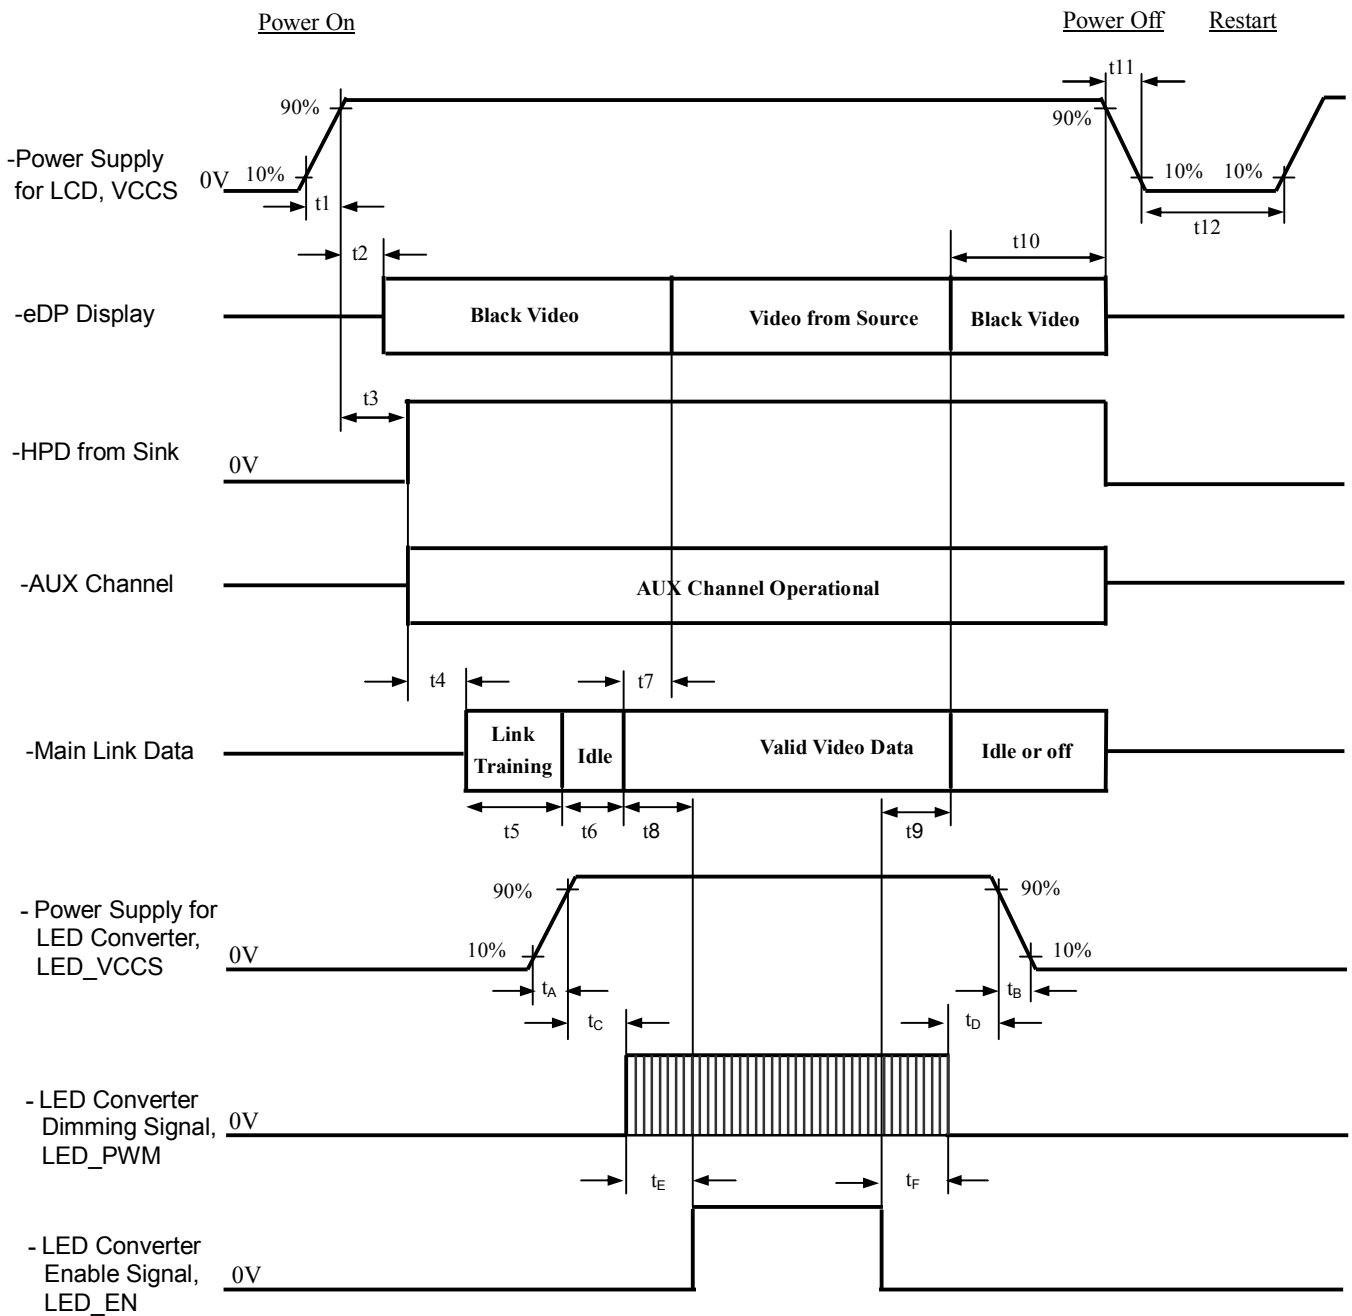 Power On
Power Off
Restart
t11
90%
90%
-Power Supply
for LCD, VCCS
0V
10%
10%
10%
t1
t12
t2
t10
-eDP Display
Black Video
Video from Source
Black Video
t3
-HPD from Sink
0V
-AUX Channel
AUX Channel Operational
t4
t7
-Main Link Data
Link
Training
Idle
Valid Video Data
Idle or off
t5
t6
t8
t9
90%
90%
- Power Supply for
LED Converter,
LED_VCCS
0V
10%
10%
tA
tB
tC
tD
- LED Converter
Dimming Signal,
LED_PWM
0V
tE
tF
- LED Converter
Enable Signal,
LED_EN
0V